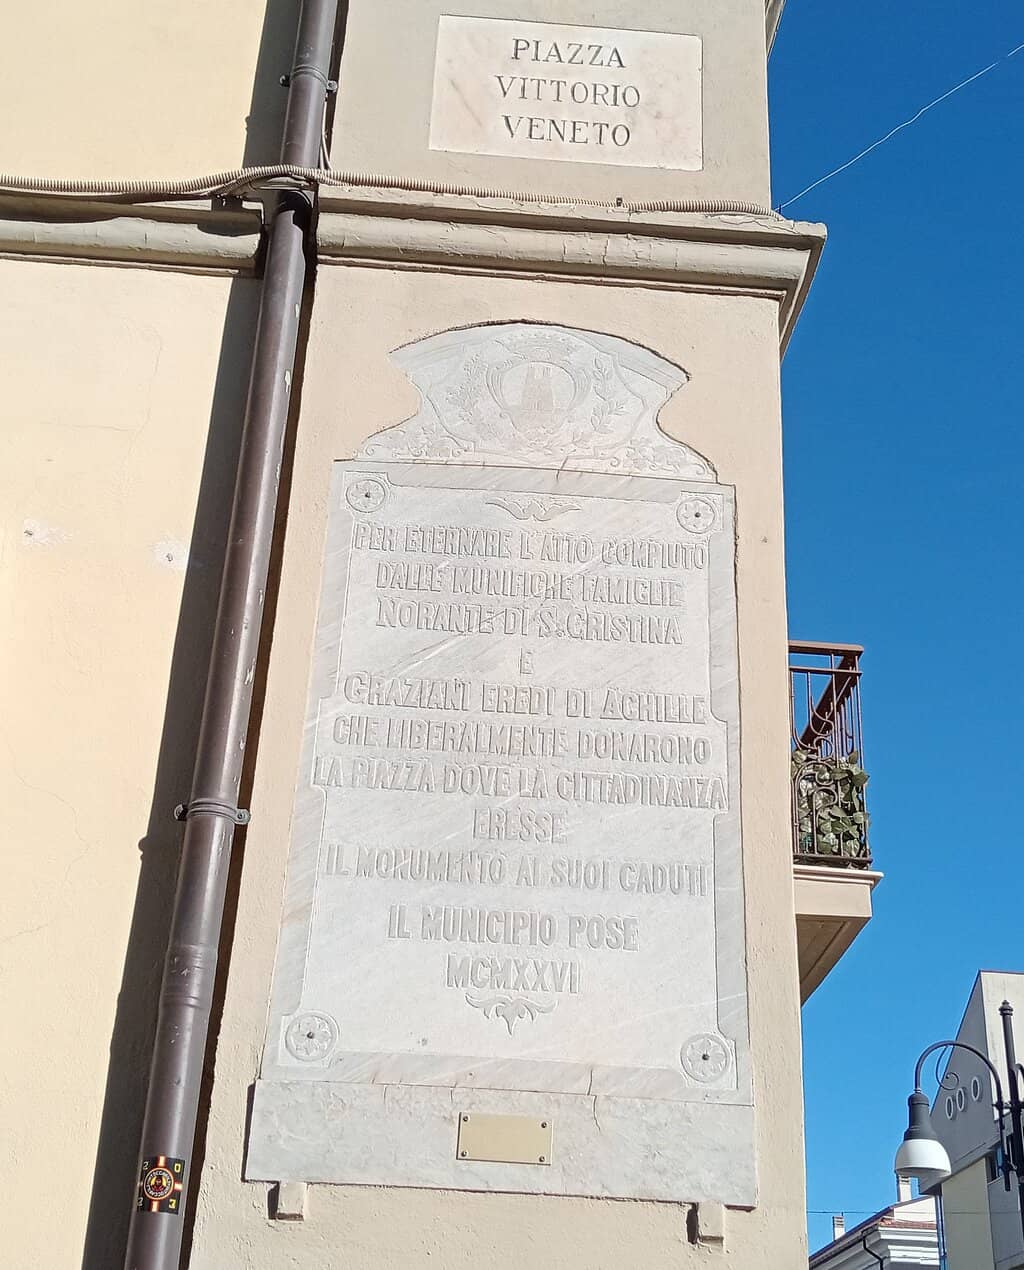 PIAZZA
VITTORIO
VENETO
PER ETERNARE L'ATTO COMPIUTO
DALLE MUNIFICHE FAMIGLIE
NORANTE DI S. CRISTINA
E
GRAZIANI EREDI DI ACHILLE
CHE LIBERALMENTE DONARONO
LA PIAZZA DOVE LA CITTADINANZA
ERESSE
IL MONUMENTO AI SUOI CADUTI
IL MUNICIPIO POSE
MCMXXVI